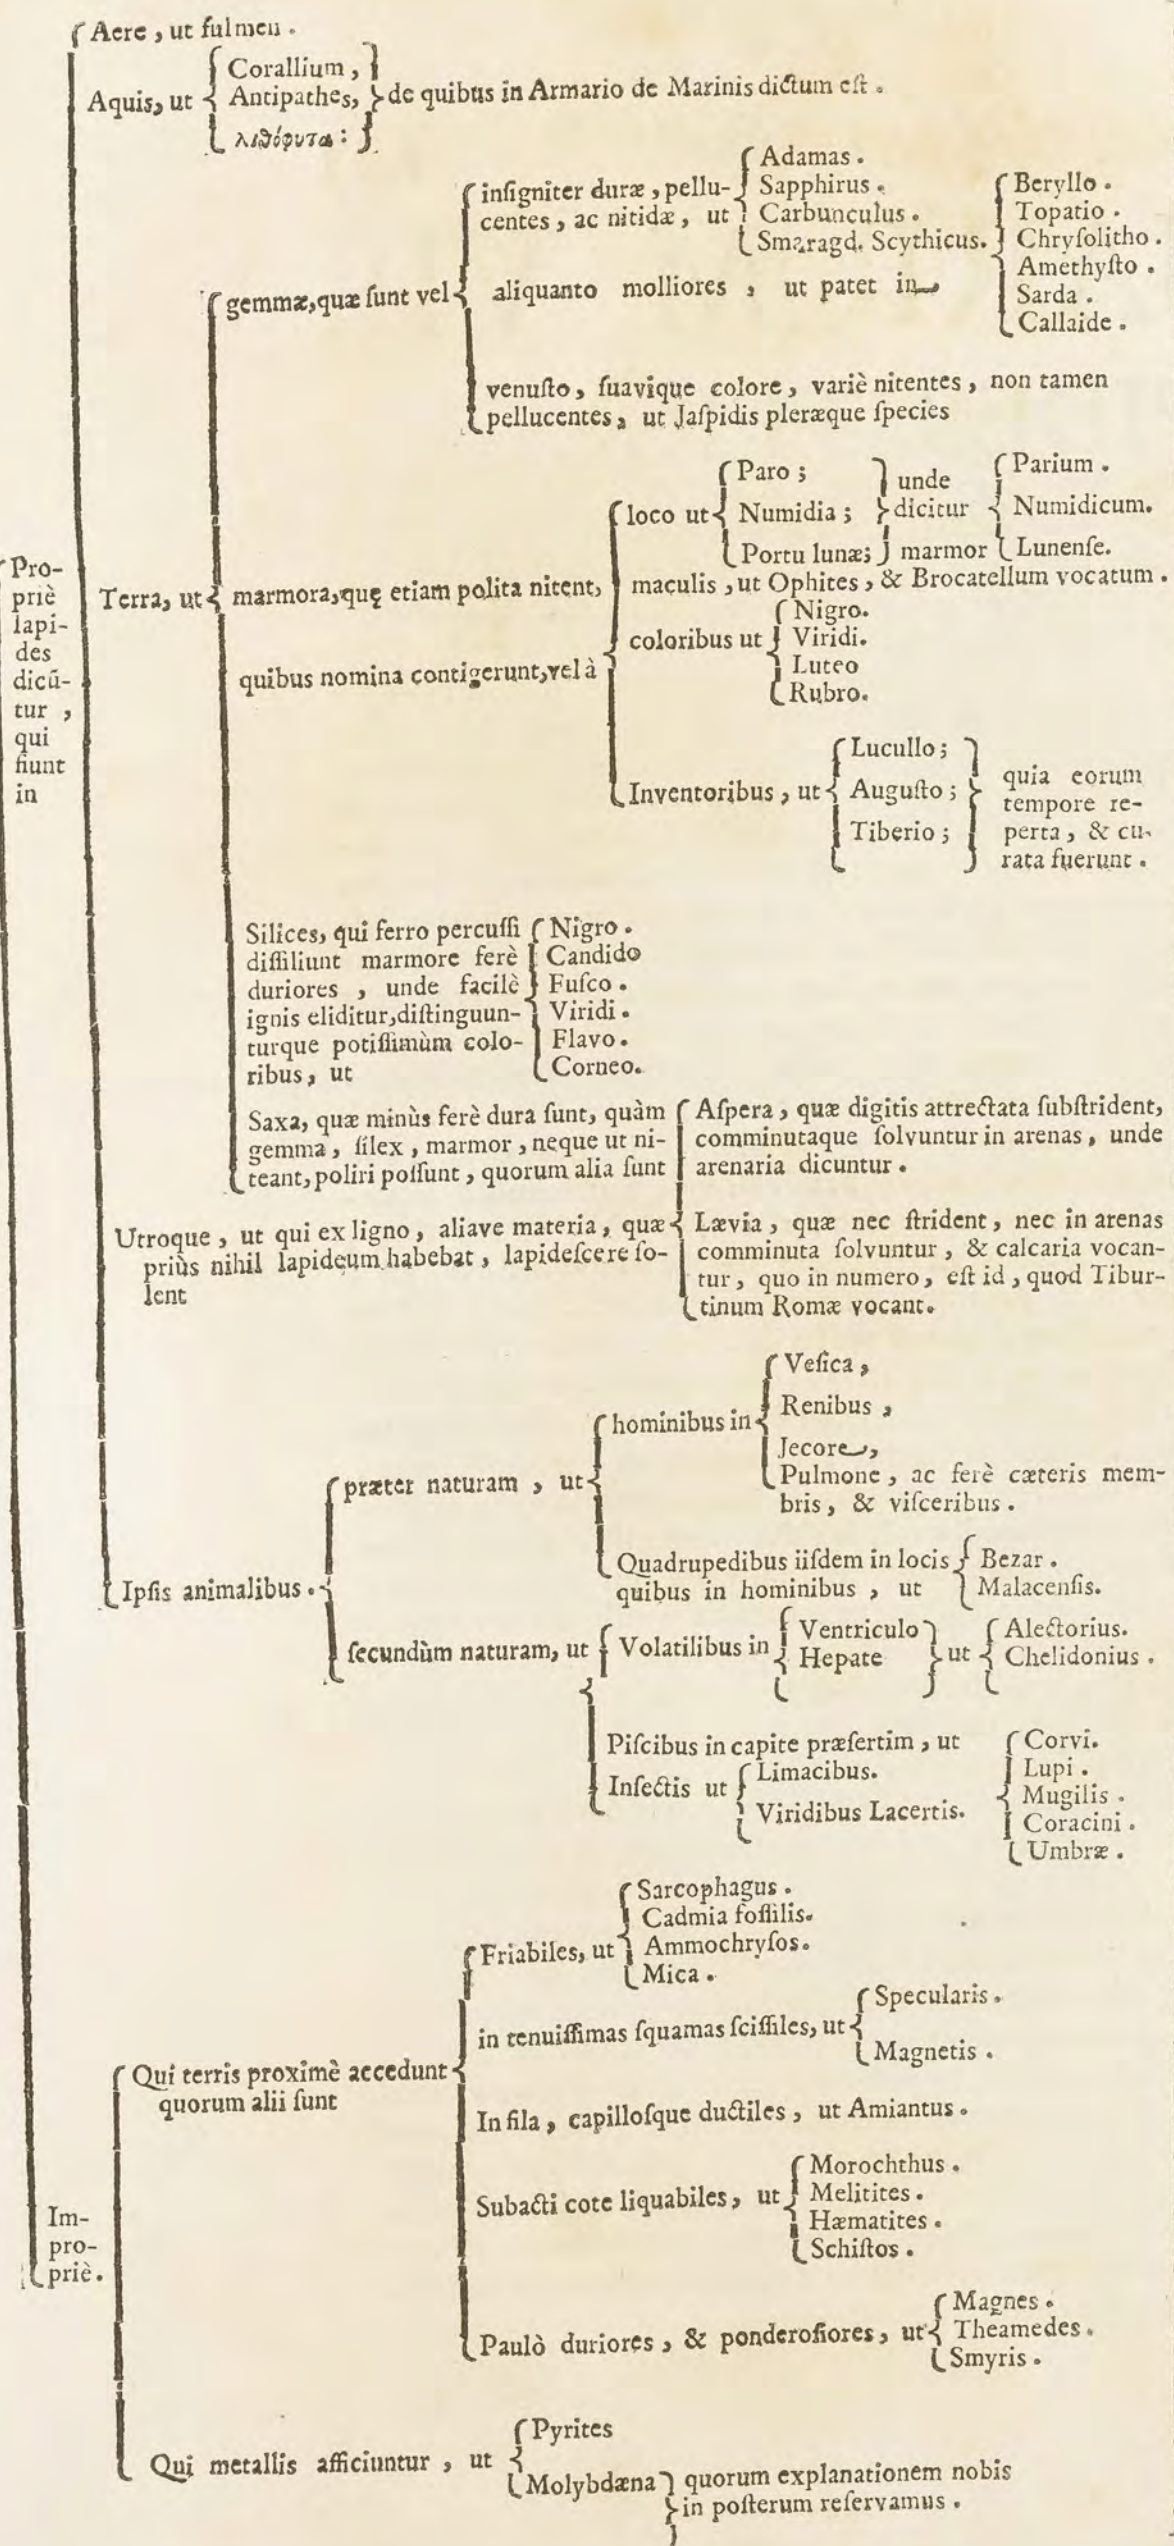 Aere, ut fulmen.
Aquis, ut
Corallium,
Antipathes,
λιθόφυτα:
de quibus in Armario de Marinis dictum eſt.
Pro-
priè
lapi-
des
dicũ-
tur,
qui
fiunt
in
Terra, ut
gemmæ, quæ ſunt vel
inſigniter duræ, pellu-
centes, ac nitidæ, ut
Adamas.
Sapphirus.
Carbunculus.
Smaragd. Scythicus.
aliquanto molliores, ut patet in
Beryllo.
Topatio.
Chryſolitho.
Amethyſto.
Sarda.
Callaide.
venuſto, ſuavique colore, variè nitentes, non tamen
pellucentes, ut Jaſpidis pleræque ſpecies
marmora, quę etiam polita nitent,
quibus nomina contigerunt, vel à
loco ut
Paro;
Numidia;
Portu lunæ;
unde
dicitur
marmor
Parium.
Numidicum.
Lunenſe.
maculis, ut Ophites, & Brocatellum vocatum.
coloribus ut
Nigro.
Viridi.
Luteo
Rubro.
Inventoribus, ut
Lucullo;
Auguſto;
Tiberio;
quia eorum
tempore re-
perta, & cu-
rata fuerunt.
Silices, qui ferro percuſſi
diſſiliunt marmore ferè
duriores, unde facilè
ignis eliditur, diſtinguun-
turque potiſſimùm colo-
ribus, ut
Nigro.
Candido
Fuſco.
Viridi.
Flavo.
Corneo.
Saxa, quæ minùs ferè dura ſunt, quàm
gemma, ſilex, marmor, neque ut ni-
teant, poliri poſſunt, quorum alia ſunt
Aſpera, quæ digitis attrectata ſubſtrident,
comminutaque ſolvuntur in arenas, unde
arenaria dicuntur.
Lævia, quæ nec ſtrident, nec in arenas
comminuta ſolvuntur, & calcaria vocan-
tur, quo in numero, eſt id, quod Tibur-
tinum Romæ vocant.
Utroque, ut qui ex ligno, aliave materia, quæ
priùs nihil lapideum habebat, lapideſcere ſo-
lent
Ipſis animalibus.
præter naturam, ut
hominibus in
Veſica,
Renibus,
Jecore,
Pulmone, ac ferè cæteris mem-
bris, & viſceribus.
Quadrupedibus iiſdem in locis
quibus in hominibus, ut
Bezar.
Malacenſis.
ſecundùm naturam, ut
Volatilibus in
Ventriculo
Hepate
ut
Alectorius.
Chelidonius.
Piſcibus in capite præſertim, ut
Corvi.
Lupi.
Mugilis.
Coracini.
Umbræ.
Inſectis ut
Limacibus.
Viridibus Lacertis.
Im-
pro-
priè.
Qui terris proximè accedunt
quorum alii ſunt
Friabiles, ut
Sarcophagus.
Cadmia foſſilis.
Ammochryſos.
Mica.
in tenuiſſimas ſquamas ſciſſiles, ut
Specularis.
Magnetis.
In fila, capilloſque ductiles, ut Amiantus.
Subacti cote liquabiles, ut
Morochthus.
Melitites.
Hæmatites.
Schiſtos.
Paulò duriores, & ponderoſiores, ut
Magnes.
Theamedes.
Smyris.
Qui metallis afficiuntur, ut
Pyrites
Molybdæna
quorum explanationem nobis
in poſterum reſervamus.